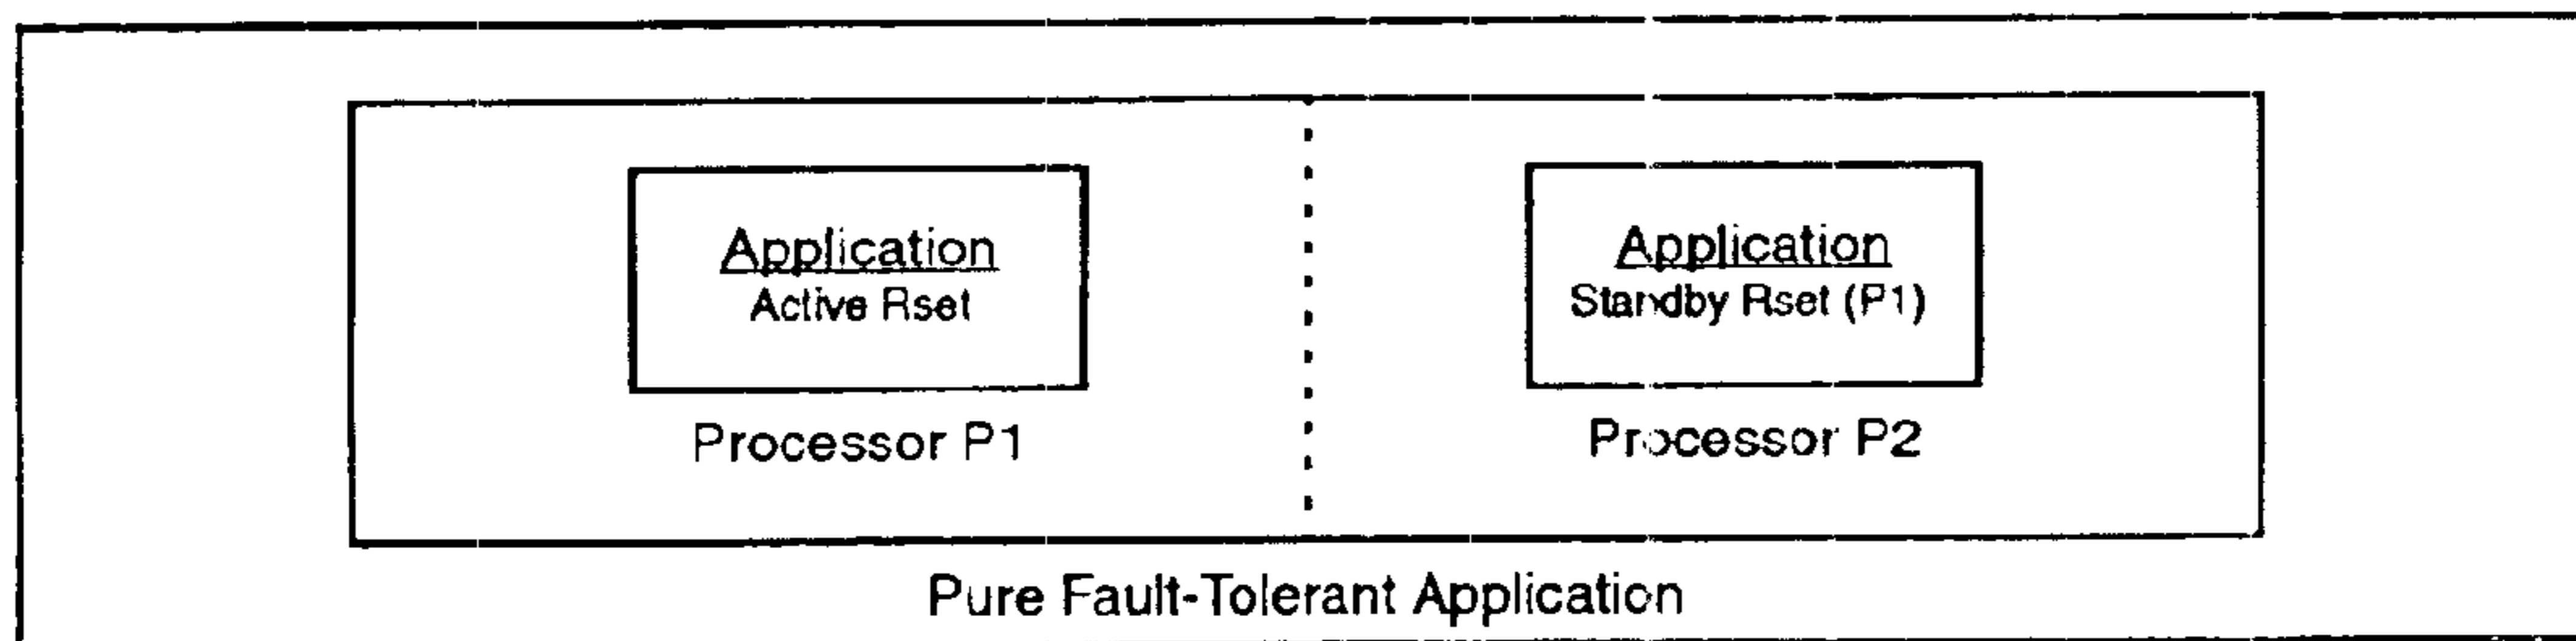 Application
Active Rset
Processor P1
Application
Standby Rset (P1)
Processor P2
Pure Fault-Tolerant Application